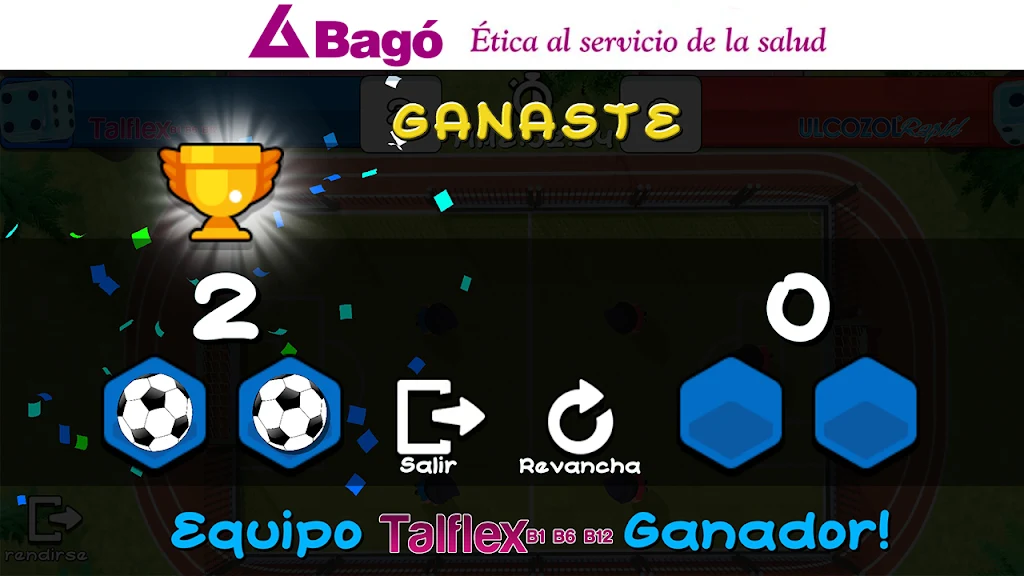 Bagó Ética al servicio de la salud
Talflex
ULCOZOL Rapid
GANASTE
2
0
Salir
Revancha
rendirse
Equipo Talflex B1 B6 B12 Ganador!